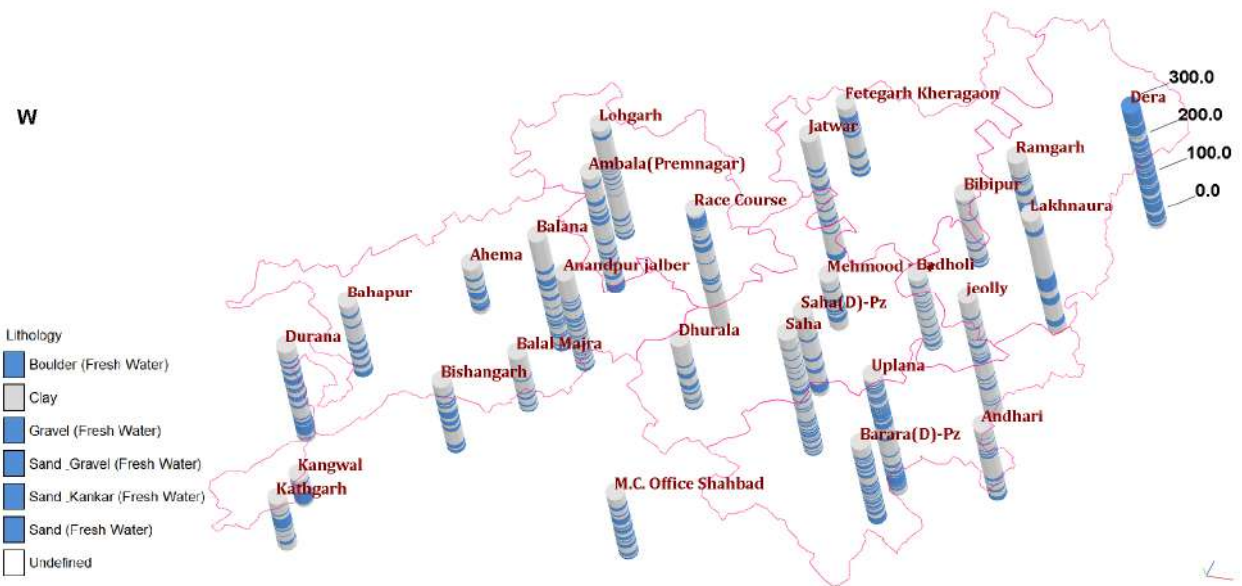 W
300.0
Dera
200.0
100.0
0.0
Fetegarh Kheragaon
Lohgarh
Jatwar
Ramgarh
Ambala(Premnagar)
Bibipur
Race Course
Lakhnaura
Balana
Ahema
Anandpur jalber
Mehmood
Badholi
Bahapur
jeolly
Saha(D)-Pz
Saha
Dhurala
Durana
Balal Majra
Uplana
Bishangarh
Andhari
Barara(D)-Pz
Kangwal
Kathgarh
M.C. Office Shahbad
Lithology
Boulder (Fresh Water)
Clay
Gravel (Fresh Water)
Sand _Gravel (Fresh Water)
Sand _Kankar (Fresh Water)
Sand (Fresh Water)
Undefined